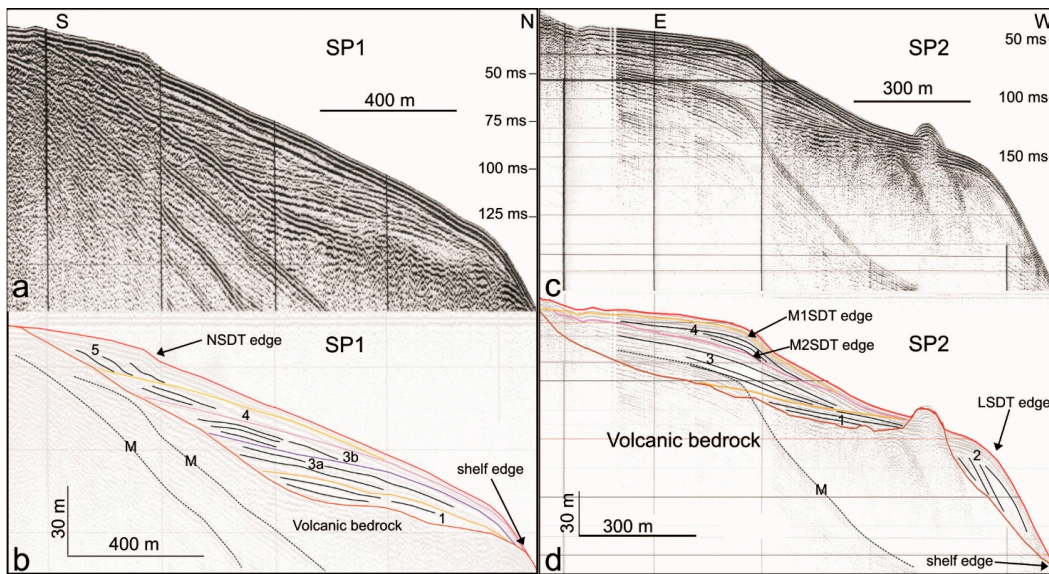 S
N
SP1
50 ms
400 m
75 ms
100 ms
125 ms
a
E
W
50 ms
SP2
100 ms
300 m
150 ms
c
NSDT edge
SP1
5
4
3b
3a
M
M
1
shelf edge
Volcanic bedrock
30 m
400 m
b
M1SDT edge
4
M2SDT edge
SP2
3
LSDT edge
1
Volcanic bedrock
2
M
30 m
300 m
shelf edge
d